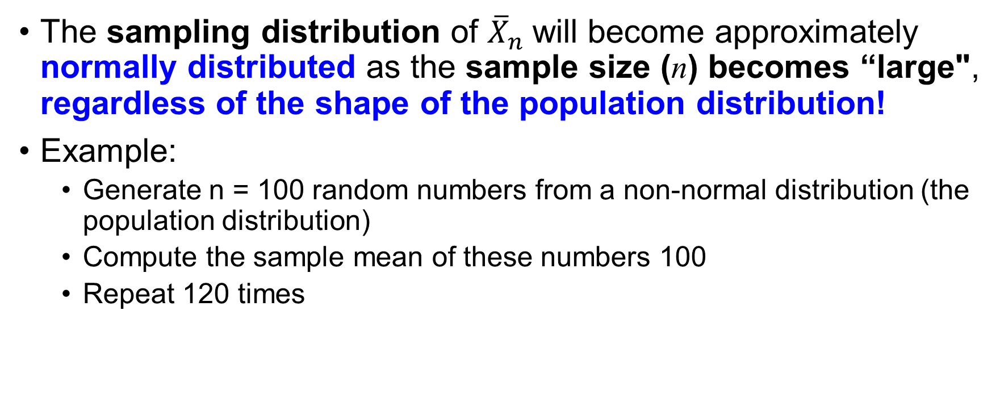 • The sampling distribution of X̄ₙ will become approximately
normally distributed as the sample size (n) becomes “large",
regardless of the shape of the population distribution!
• Example:
• Generate n = 100 random numbers from a non-normal distribution (the
population distribution)
• Compute the sample mean of these numbers 100
• Repeat 120 times